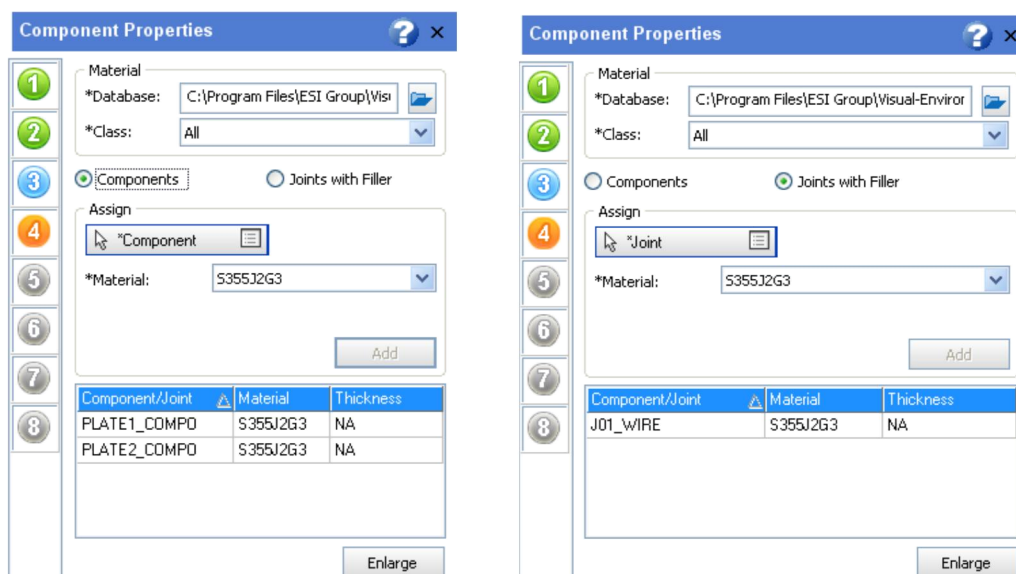 Component Properties
?
×
1
2
3
4
5
6
7
8
Material
*Database:
C:\Program Files\ESI Group\Vis
*Class:
All
Components
Joints with Filler
Assign
*Component
*Material:
S355J2G3
Add
Component/Joint Material Thickness
PLATE1_COMPO S355J2G3 NA
PLATE2_COMPO S355J2G3 NA
Enlarge
Component Properties
?
×
1
2
3
4
5
6
7
8
Material
*Database:
C:\Program Files\ESI Group\Visual-Enviror
*Class:
All
Components
Joints with Filler
Assign
*Joint
*Material:
S355J2G3
Add
Component/Joint Material Thickness
J01_WIRE S355J2G3 NA
Enlarge